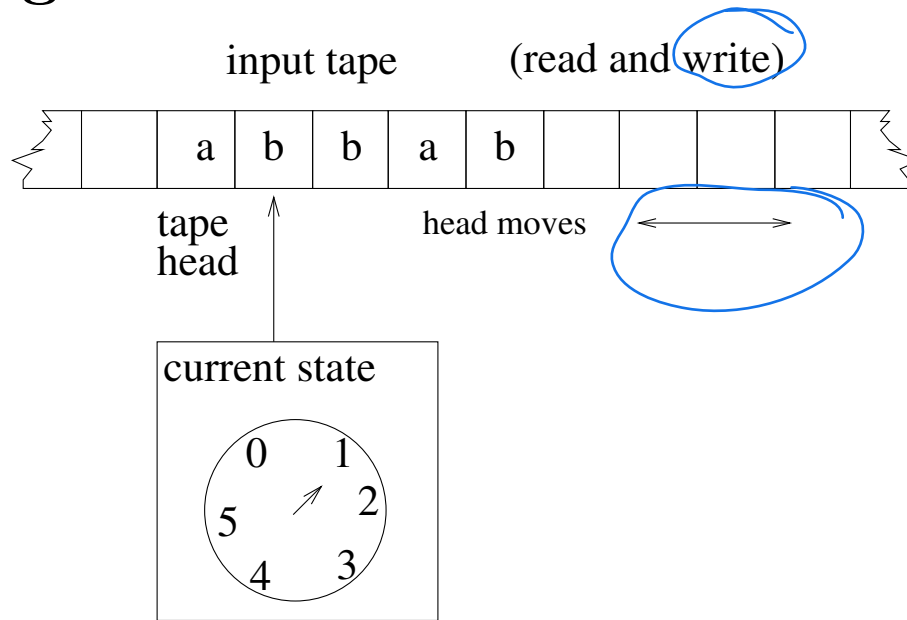 input tape (read and write)
a b b a b
tape head moves
head
current state
0 1
5 2
4 3